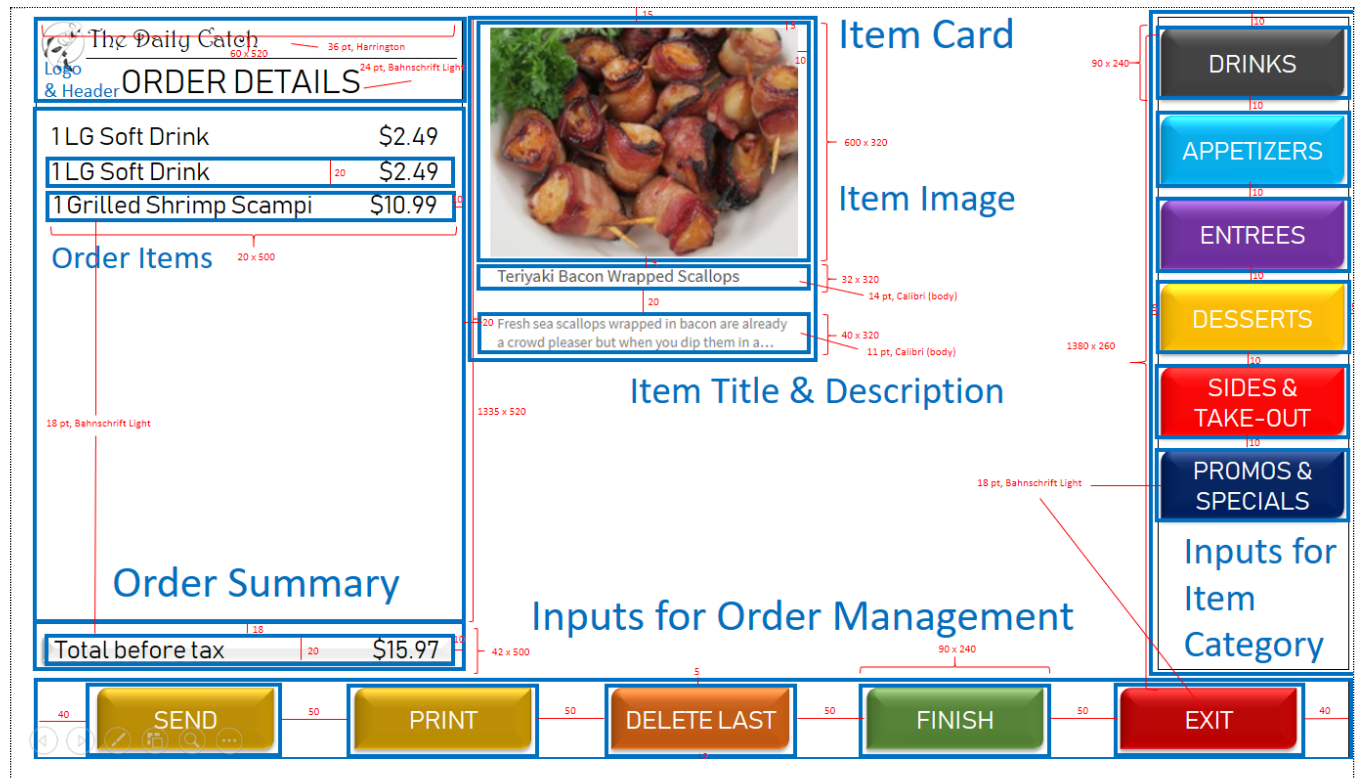 The Daily Catch
36 pt, Harrington
60 x 520
Logo
& Header
24 pt, Bahnschrift Light
ORDER DETAILS
1 LG Soft Drink $2.49
1 LG Soft Drink 20 $2.49
1 Grilled Shrimp Scampi $10.99 10
Order Items
20 x 500
18 pt, Bahnschrift Light
Order Summary
1335 x 520
18
Total before tax 20 $15.97 10
42 x 500
15
10
Item Card
600 x 320
Item Image
Teriyaki Bacon Wrapped Scallops
32 x 320
14 pt, Calibri (body)
20
20
Fresh sea scallops wrapped in bacon are already
a crowd pleaser but when you dip them in a...
40 x 320
11 pt, Calibri (body)
Item Title & Description
Inputs for Order Management
90 x 240
10
90 x 240
DRINKS
10
APPETIZERS
10
ENTREES
10
DESSERTS
10
1380 x 260
SIDES &
TAKE-OUT
10
PROMOS &
SPECIALS
18 pt, Bahnschrift Light
Inputs for
Item
Category
5
40
SEND
50
PRINT
50
DELETE LAST
50
FINISH
50
EXIT
40